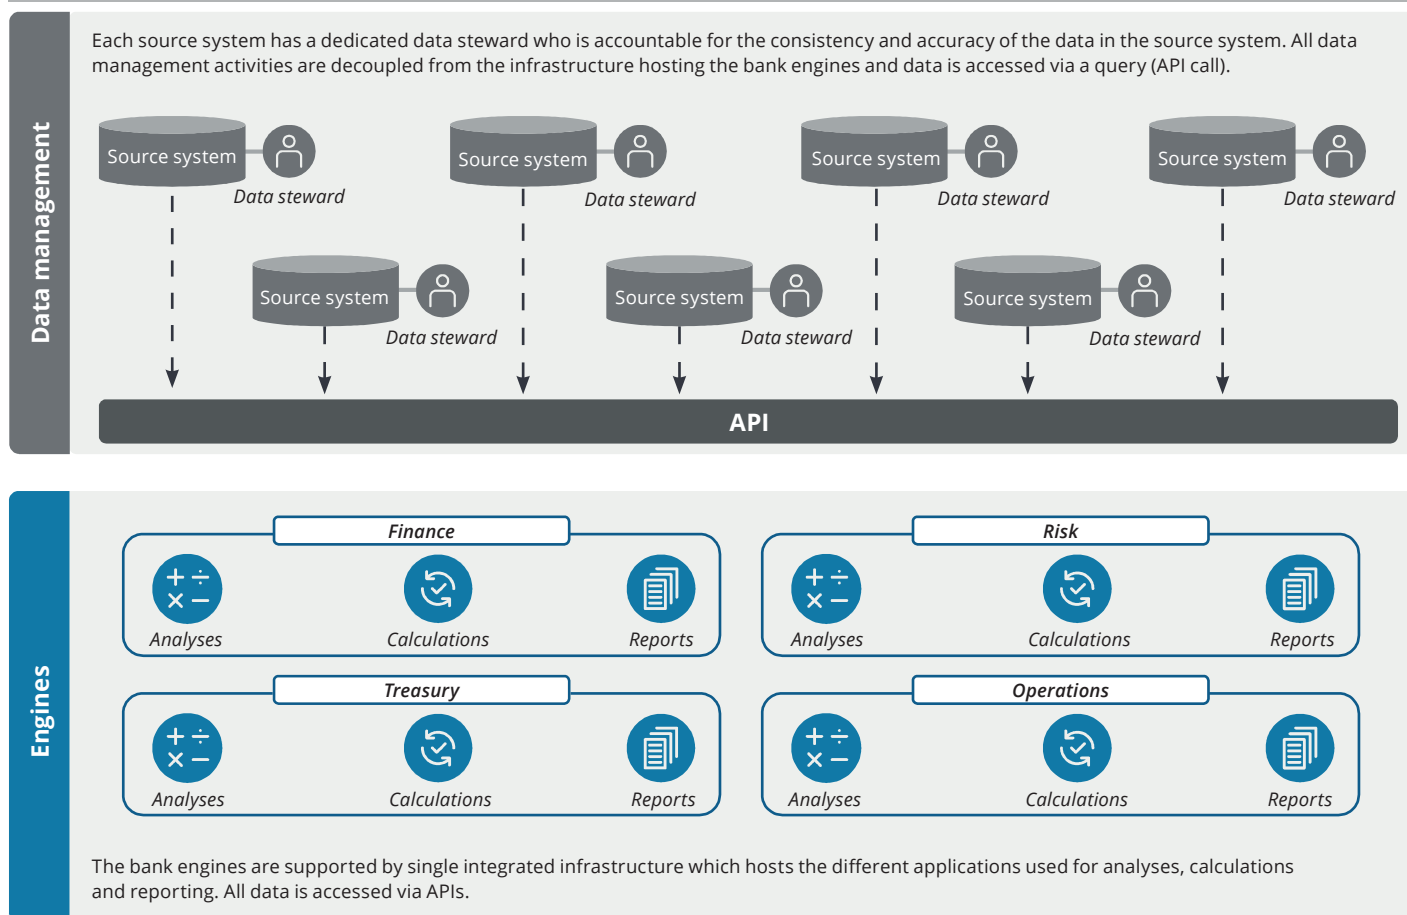 Data management
Each source system has a dedicated data steward who is accountable for the consistency and accuracy of the data in the source system. All data
management activities are decoupled from the infrastructure hosting the bank engines and data is accessed via a query (API call).
Source system
Data steward
Source system
Data steward
Source system
Data steward
Source system
Data steward
Source system
Data steward
Source system
Data steward
Source system
Data steward
API
Engines
Finance
Analyses
Calculations
Reports
Risk
Analyses
Calculations
Reports
Treasury
Analyses
Calculations
Reports
Operations
Analyses
Calculations
Reports
The bank engines are supported by single integrated infrastructure which hosts the different applications used for analyses, calculations
and reporting. All data is accessed via APIs.